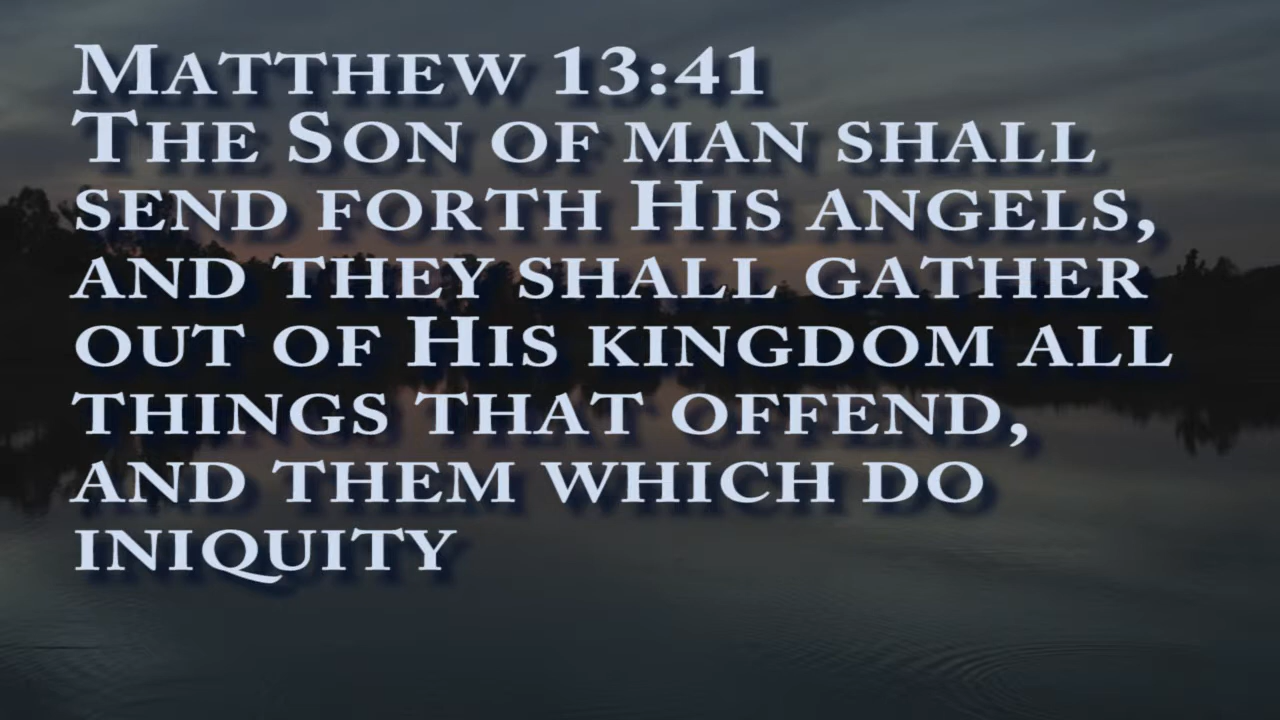 Matthew 13:41
The Son of man shall
send forth His angels,
and they shall gather
out of His kingdom all
things that offend,
and them which do
iniquity